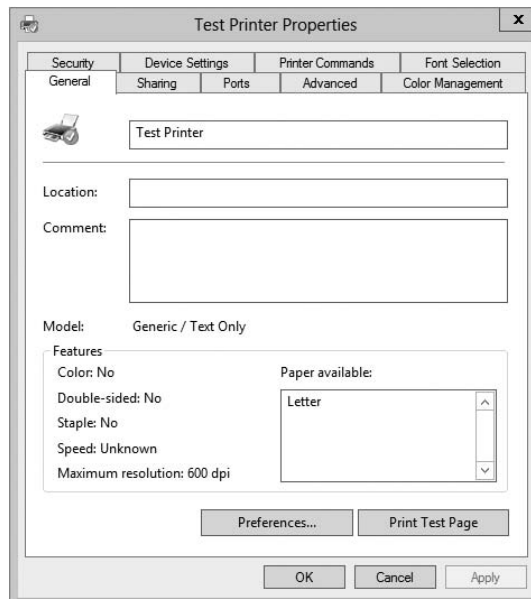 Test Printer Properties
x
Security Device Settings Printer Commands Font Selection
General Sharing Ports Advanced Color Management
Test Printer
Location:
Comment:
Model: Generic / Text Only
Features
Color: No
Paper available:
Double-sided: No
Letter
Staple: No
Speed: Unknown
Maximum resolution: 600 dpi
Preferences... Print Test Page
OK Cancel Apply